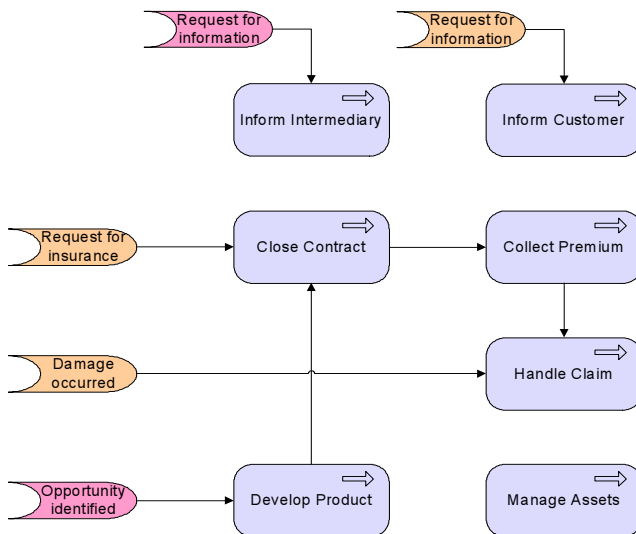 Request for
information
Request for
information
Inform Intermediary
Inform Customer
Request for
insurance
Close Contract
Collect Premium
Damage
occurred
Handle Claim
Opportunity
identified
Develop Product
Manage Assets